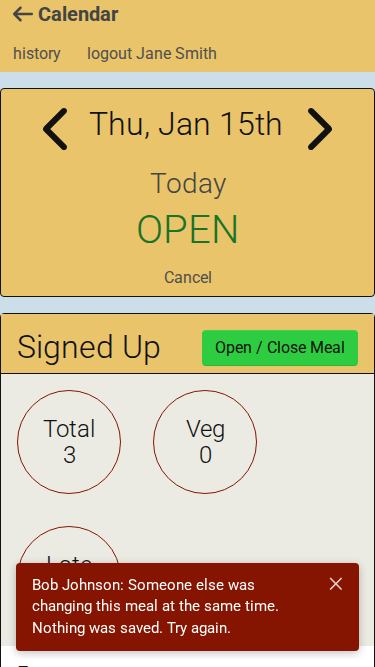 Calendar
history logout Jane Smith
Thu, Jan 15th
Today
OPEN
Cancel
Signed Up Open / Close Meal
Total Veg
3 0
Late
Bob Johnson: Someone else was
changing this meal at the same time.
Nothing was saved. Try again.